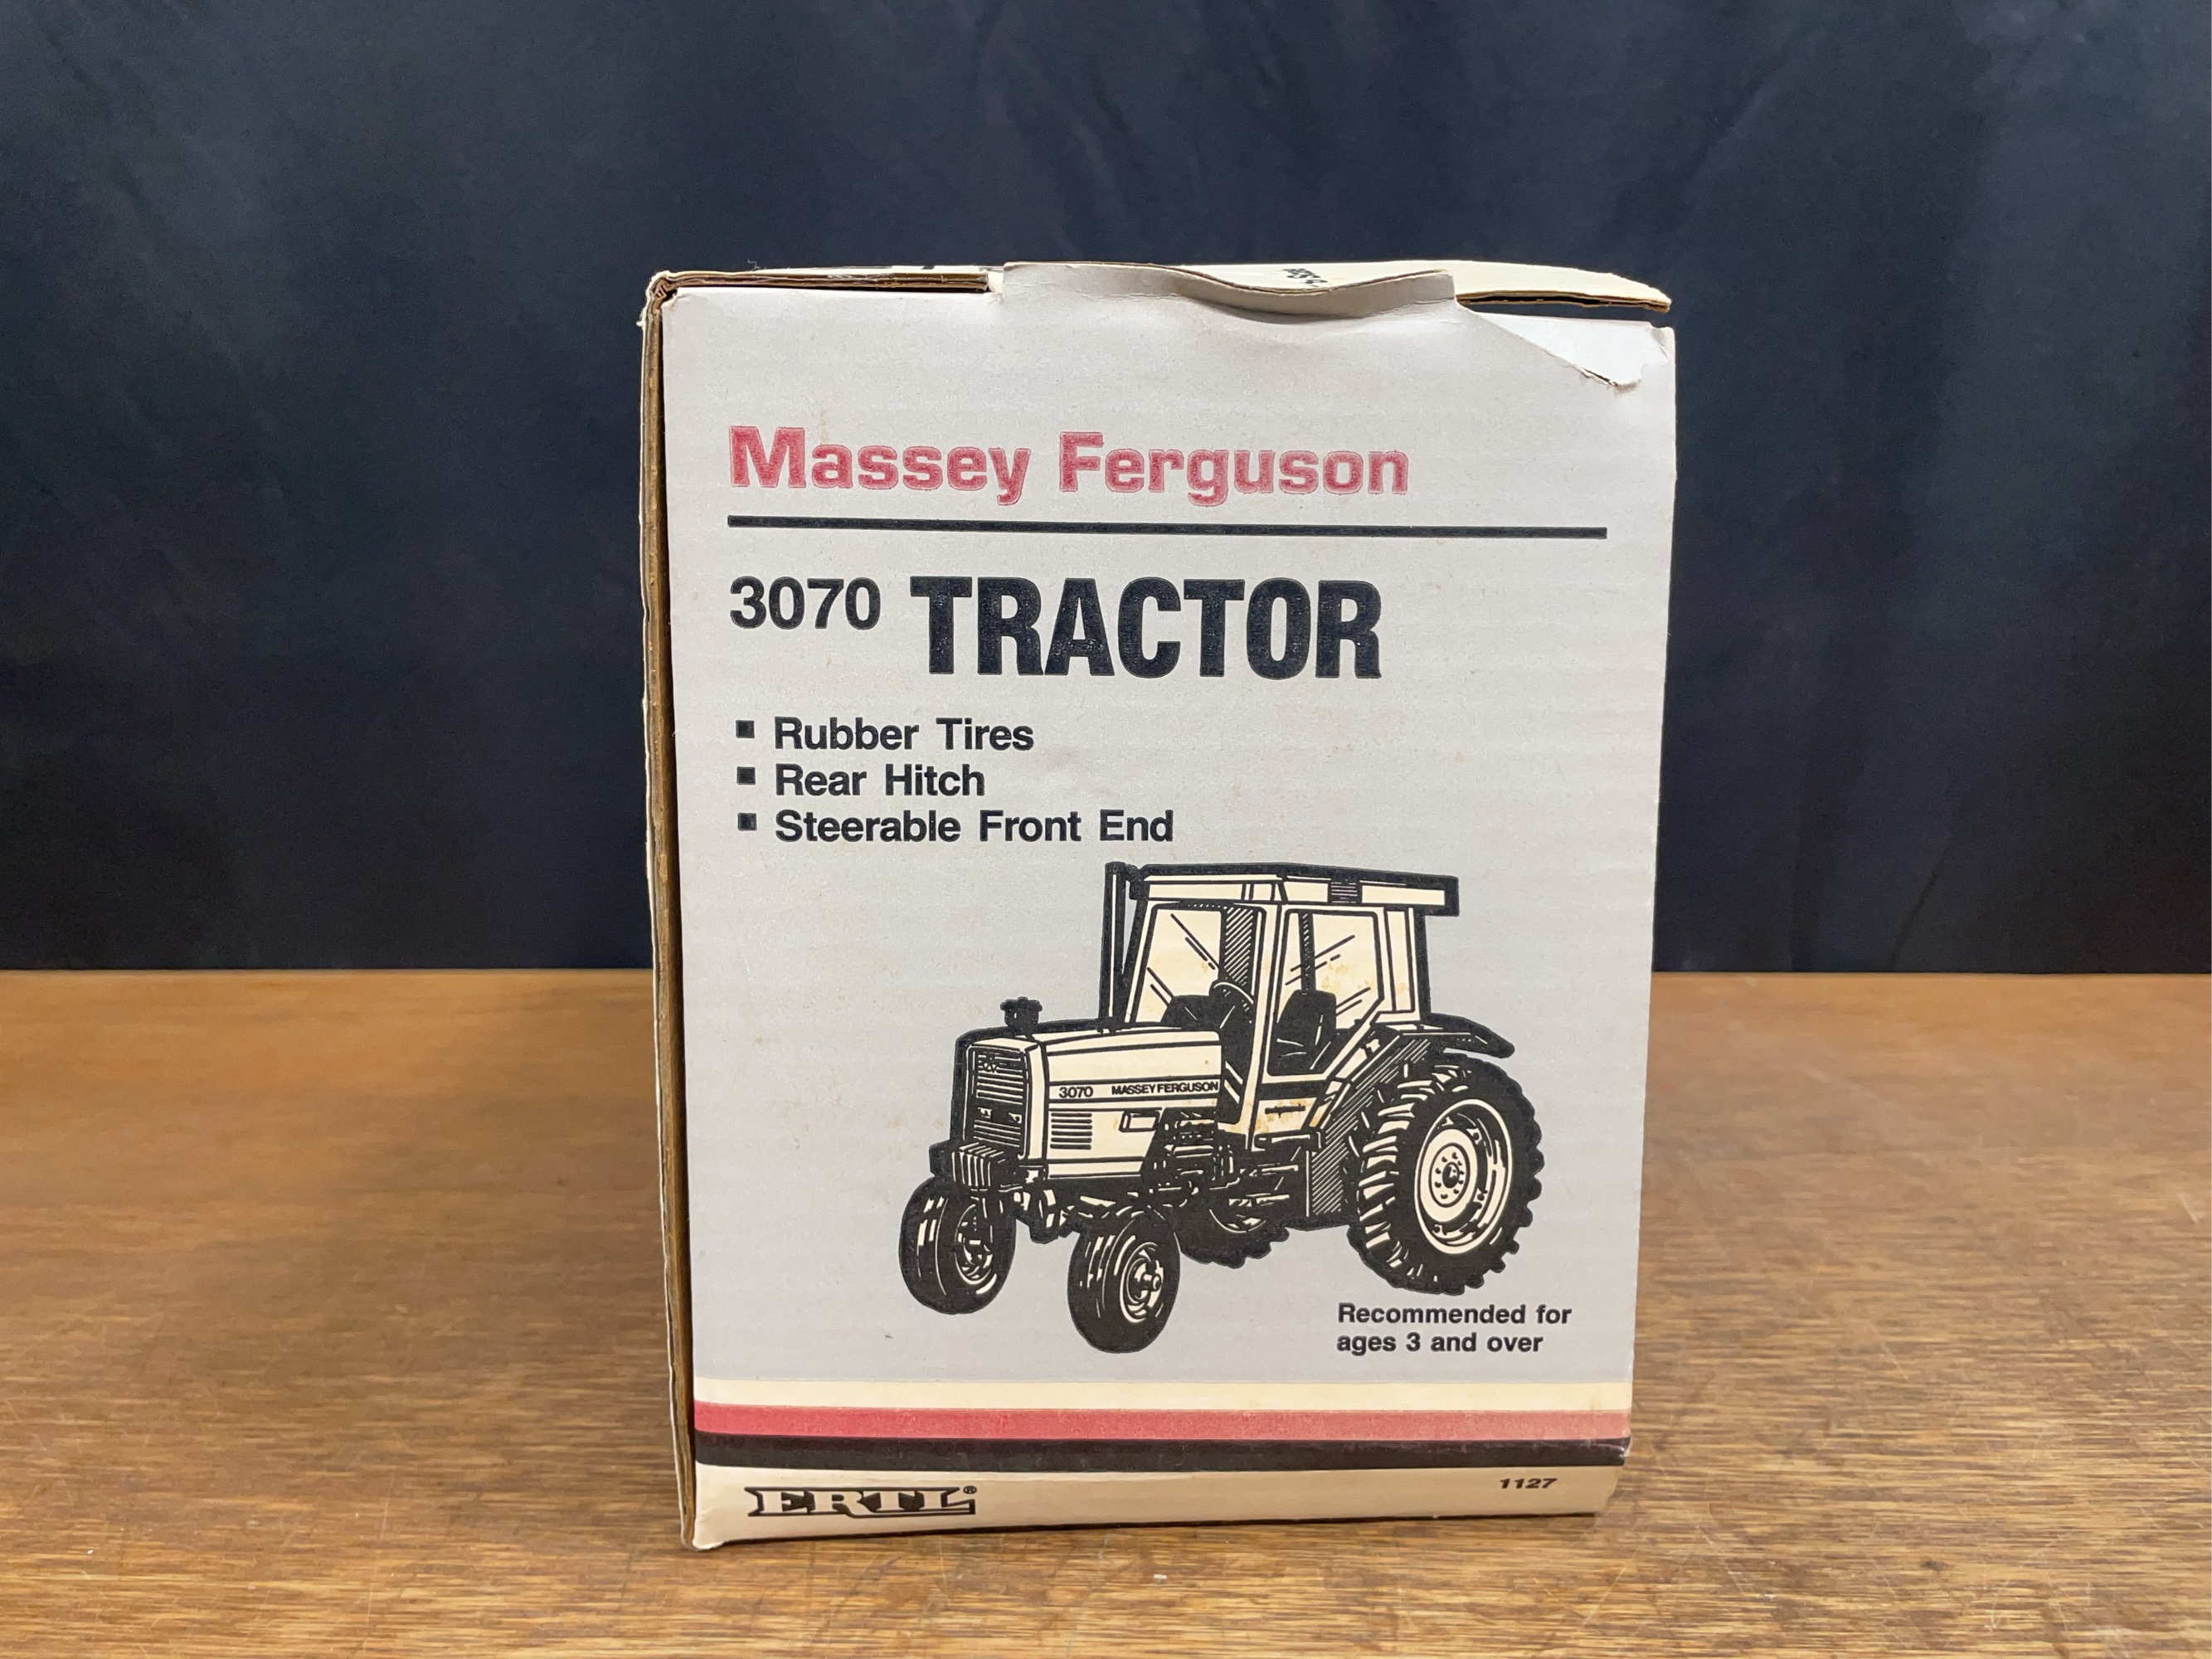 Massey Ferguson
3070 TRACTOR
▪ Rubber Tires
▪ Rear Hitch
▪ Steerable Front End
3070 MASSEY FERGUSON
Recommended for
ages 3 and over
ERTL®
1127